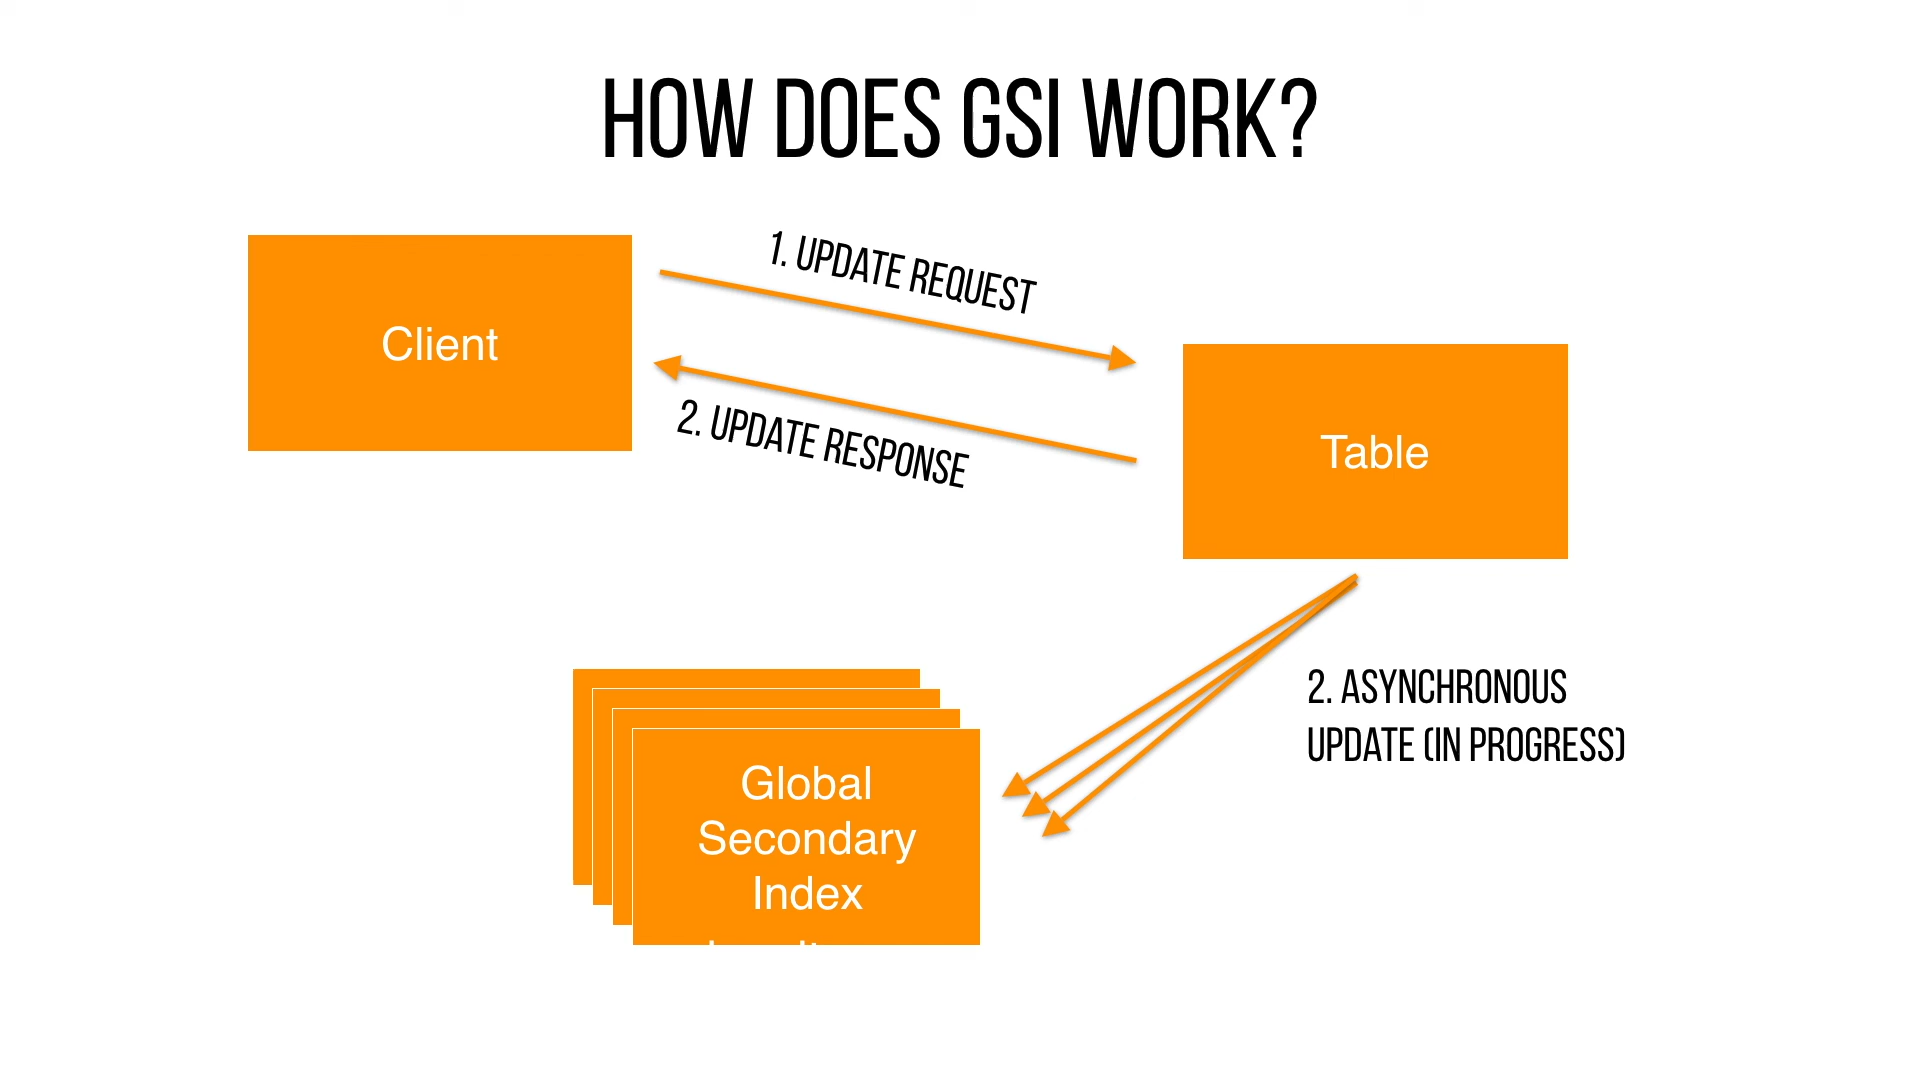 HOW DOES GSI WORK?
1. UPDATE REQUEST
Client
2. UPDATE RESPONSE
Table
2. ASYNCHRONOUS
UPDATE (IN PROGRESS)
Global
Secondary
Index